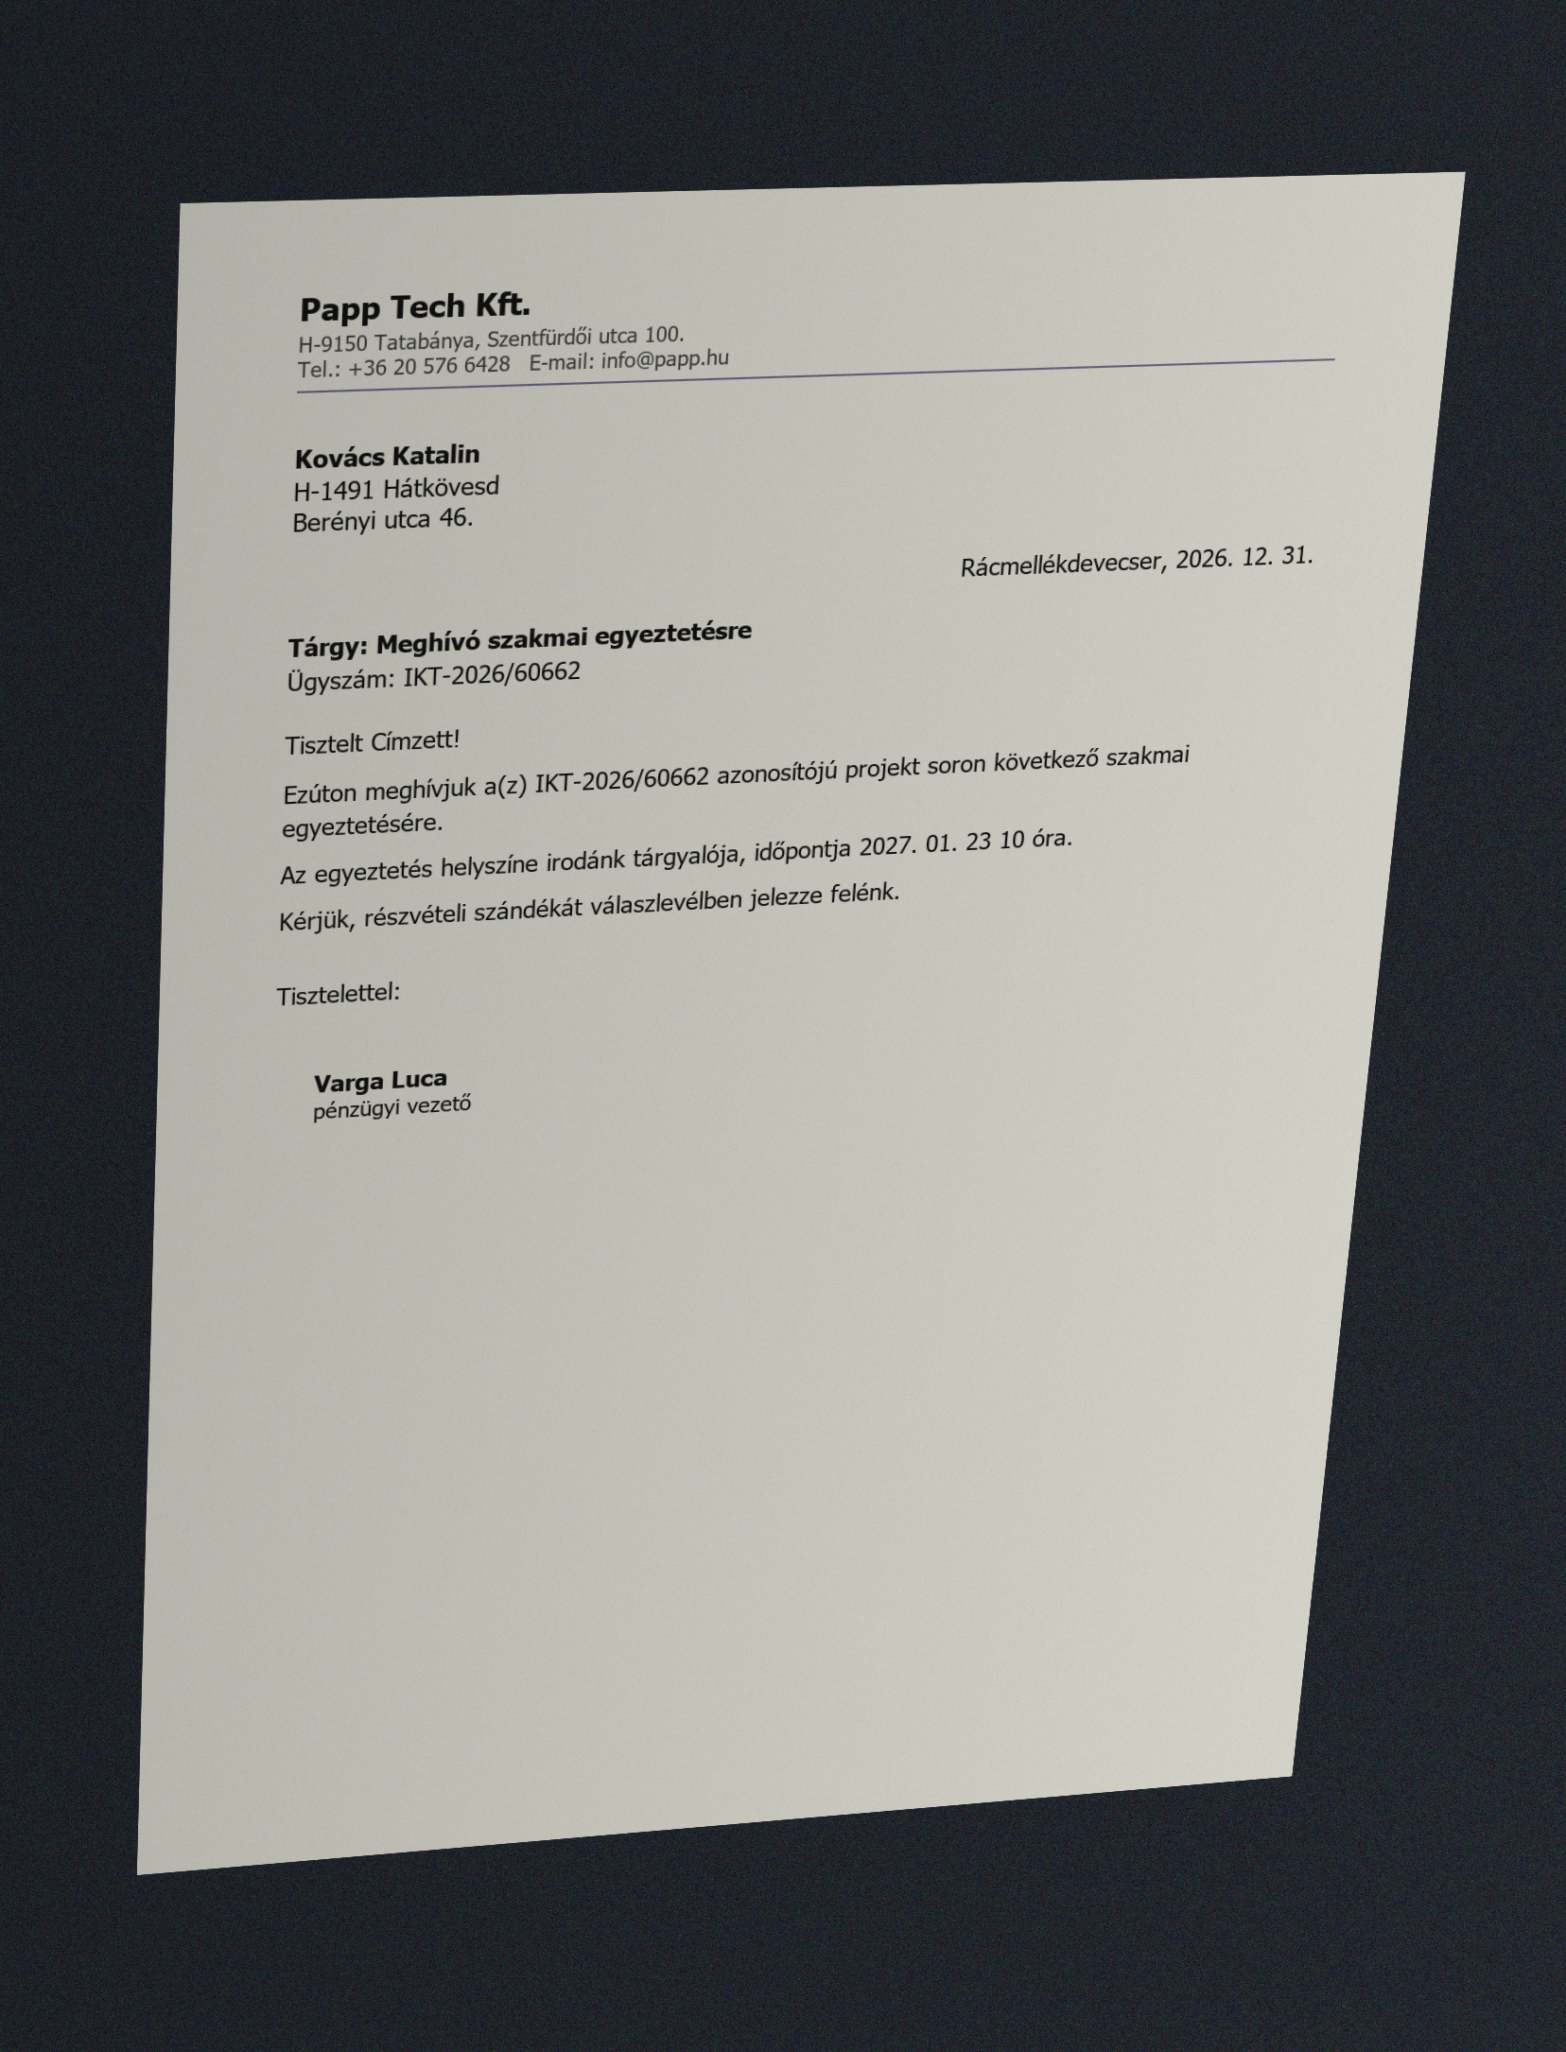 Papp Tech Kft.
H-9150 Tatabánya, Szentfürdői utca 100.
Tel.: +36 20 576 6428 E-mail: info@papp.hu
Kovács Katalin
H-1491 Hátkövesd
Berényi utca 46.
Rácmellékdevecser, 2026. 12. 31.
Tárgy: Meghívó szakmai egyeztetésre
Ügyszám: IKT-2026/60662
Tisztelt Címzett!
Ezúton meghívjuk a(z) IKT-2026/60662 azonosítójú projekt soron következő szakmai
egyeztetésére.
Az egyeztetés helyszíne irodánk tárgyalója, időpontja 2027. 01. 23 10 óra.
Kérjük, részvételi szándékát válaszlevélben jelezze felénk.
Tisztelettel:
Varga Luca
pénzügyi vezető